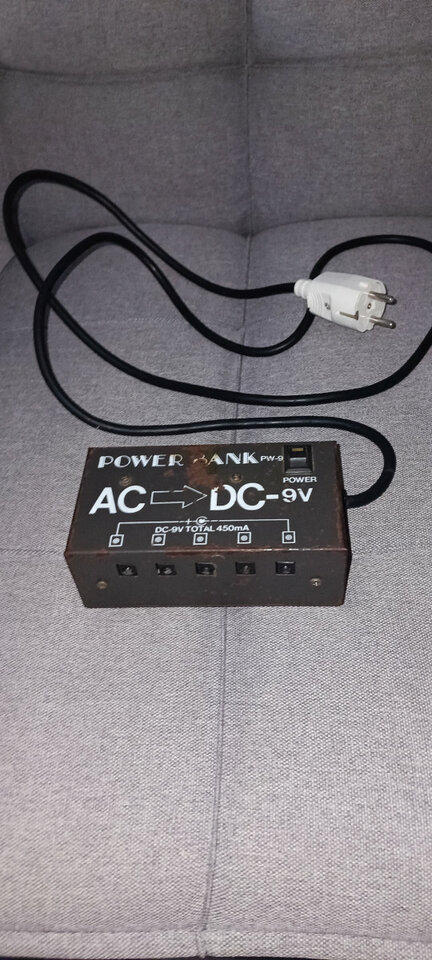 POWER BANK PW-9
POWER
AC DC-9V
+ C -
DC-9V TOTAL 450mA